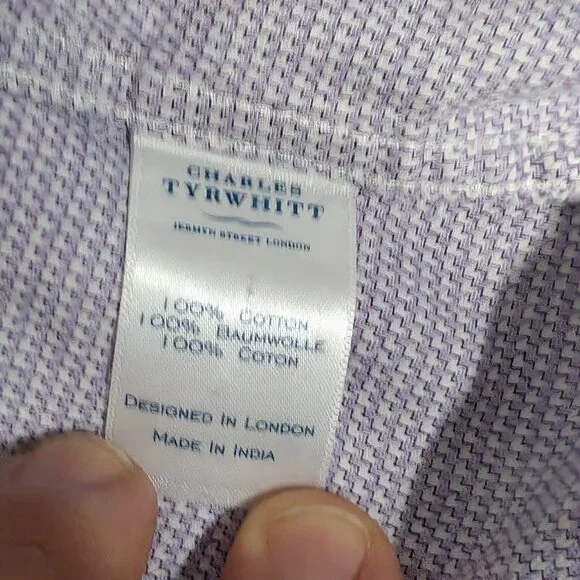 CHARLES
TYRWHITT
JERMYN STREET LONDON
100% COTTON
100% BAUMWOLLE
100% COTON
DESIGNED IN LONDON
MADE IN INDIA